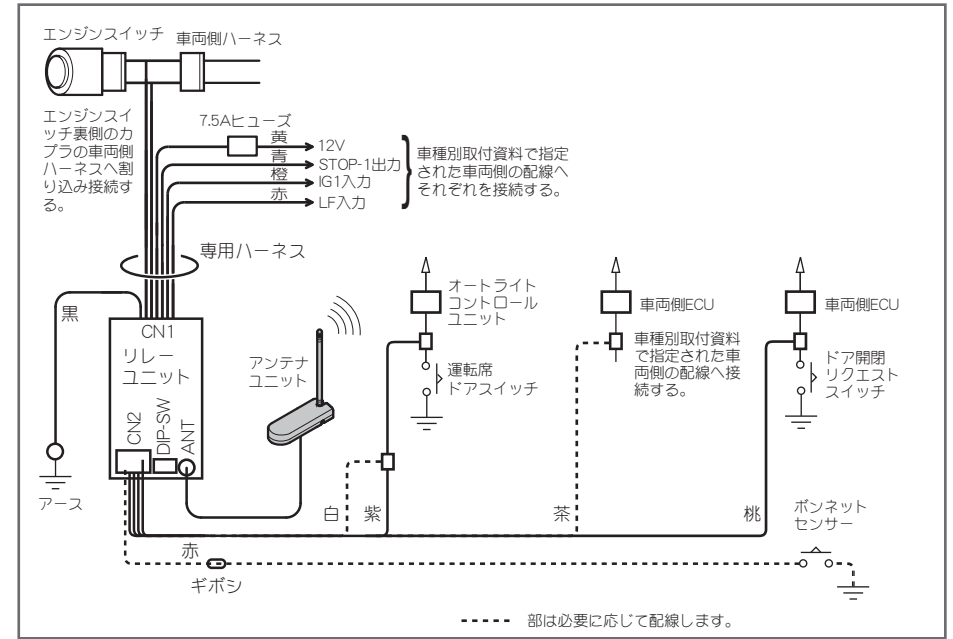 エンジンスイッチ
車両側ハーネス
エンジンスイ
ッチ裏側のカ
プラの車両側
ハーネスへ割
り込み接続す
る。
7.5Aヒューズ
黄
12V
青
STOP-1出力
橙
IG1入力
赤
LF入力
車種別取付資料で指定
された車両側の配線へ
それぞれを接続する。
専用ハーネス
黒
CN1
リレー
ユニット
CN2
DIP-SW
ANT
アース
アンテナ
ユニット
オートライト
コントロール
ユニット
運転席
ドアスイッチ
車両側ECU
車種別取付資料
で指定された車
両側の配線へ接
続する。
車両側ECU
ドア開閉
リクエスト
スイッチ
白
紫
茶
桃
ボンネット
センサー
赤
ギボシ
部は必要に応じて配線します。